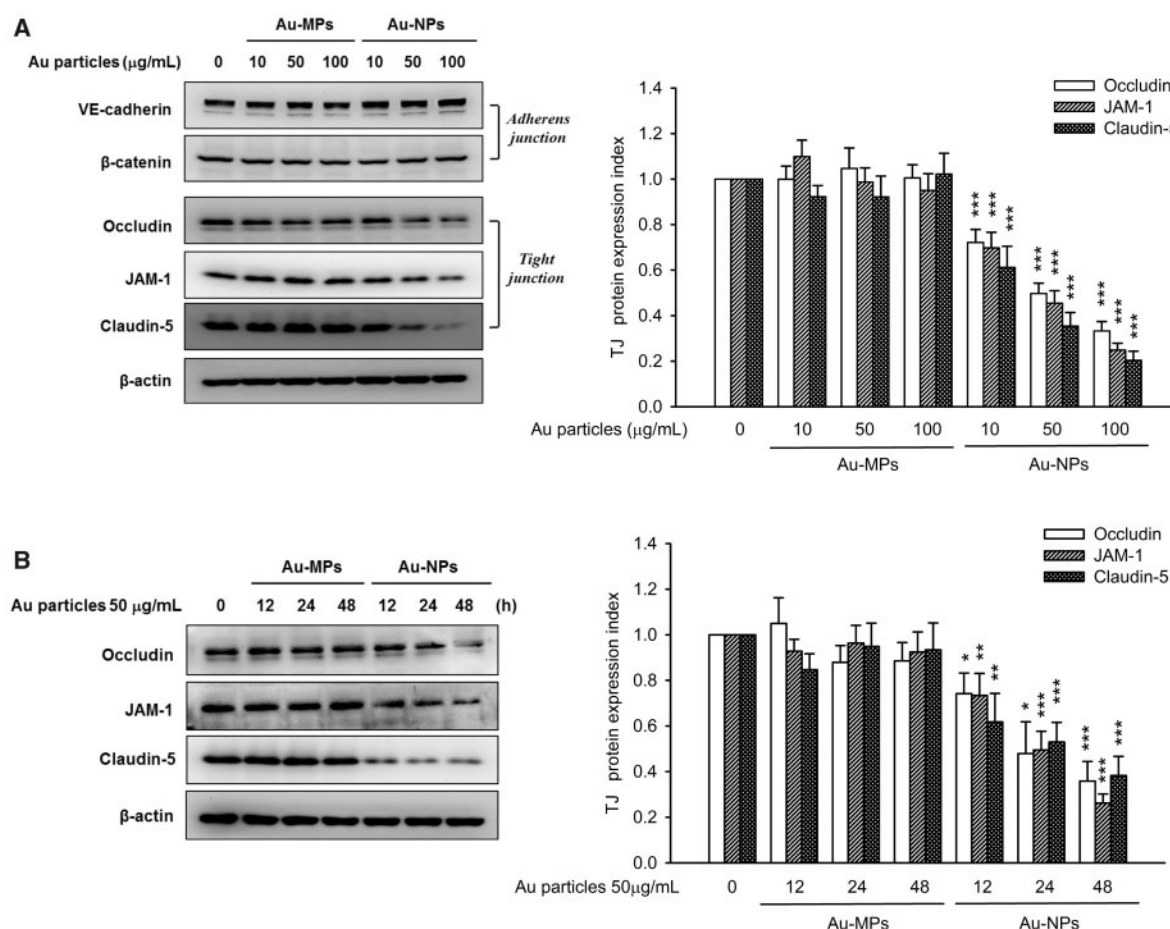 A
Au-MPs Au-NPs
Au particles (μg/mL) 0 10 50 100 10 50 100
VE-cadherin
β-catenin
Adherens
junction
Occludin
JAM-1
Claudin-5
Tight
junction
β-actin
Occludin
JAM-1
Claudin-5
TJ protein expression index
1.4
1.2
1.0
0.8
0.6
0.4
0.2
0.0
*** *** ***
*** *** ***
*** *** ***
Au particles (μg/mL) 0 10 50 100 10 50 100
Au-MPs Au-NPs
B
Au-MPs Au-NPs
Au particles 50 μg/mL 0 12 24 48 12 24 48 (h)
Occludin
JAM-1
Claudin-5
β-actin
Occludin
JAM-1
Claudin-5
TJ protein expression index
1.4
1.2
1.0
0.8
0.6
0.4
0.2
0.0
* ** **
* *** ***
*** *** ***
Au particles 50μg/mL 0 12 24 48 12 24 48
Au-MPs Au-NPs